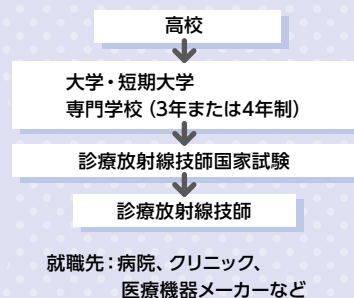 高校
大学・短期大学
専門学校（3年または4年制）
診療放射線技師国家試験
診療放射線技師
就職先：病院、クリニック、
医療機器メーカーなど